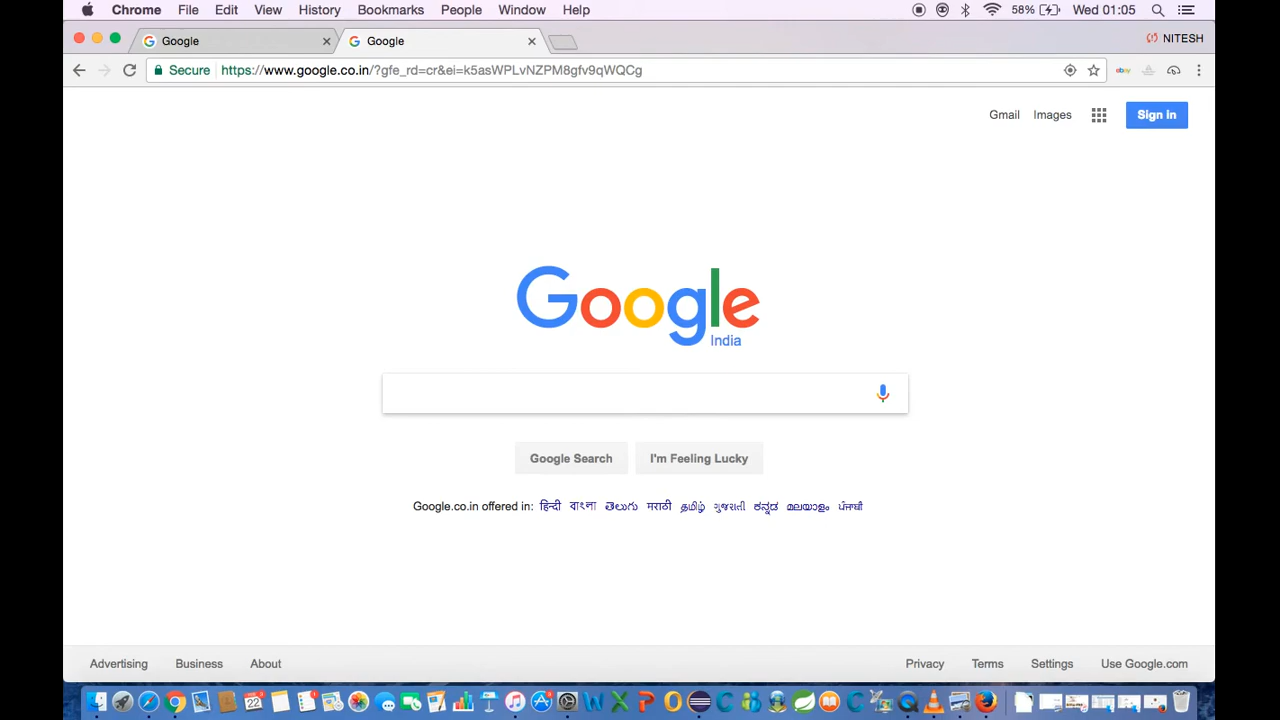 Chrome File Edit View History Bookmarks People Window Help 58% Wed 01:05
Google Google NITESH
Secure https://www.google.co.in/?gfe_rd=cr&ei=k5asWPLvNZPM8gfv9qWQCg ebay
Gmail Images Sign in
Google
India
Google Search I'm Feeling Lucky
Google.co.in offered in: हिन्दी বাংলা తెలుగు मराठी தமிழ் ગુજરાતી ಕನ್ನಡ മലയാളം ਪੰਜਾਬੀ
Advertising Business About Privacy Terms Settings Use Google.com
22